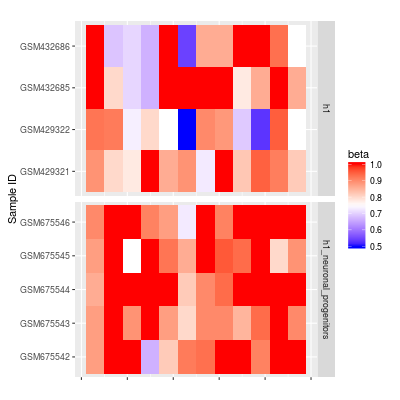 GSM432686
GSM432685
GSM429322
GSM429321
h1
GSM675546
GSM675545
GSM675544
GSM675543
GSM675542
h1_neuronal_progenitors
Sample ID
beta
1.0
0.9
0.8
0.7
0.6
0.5